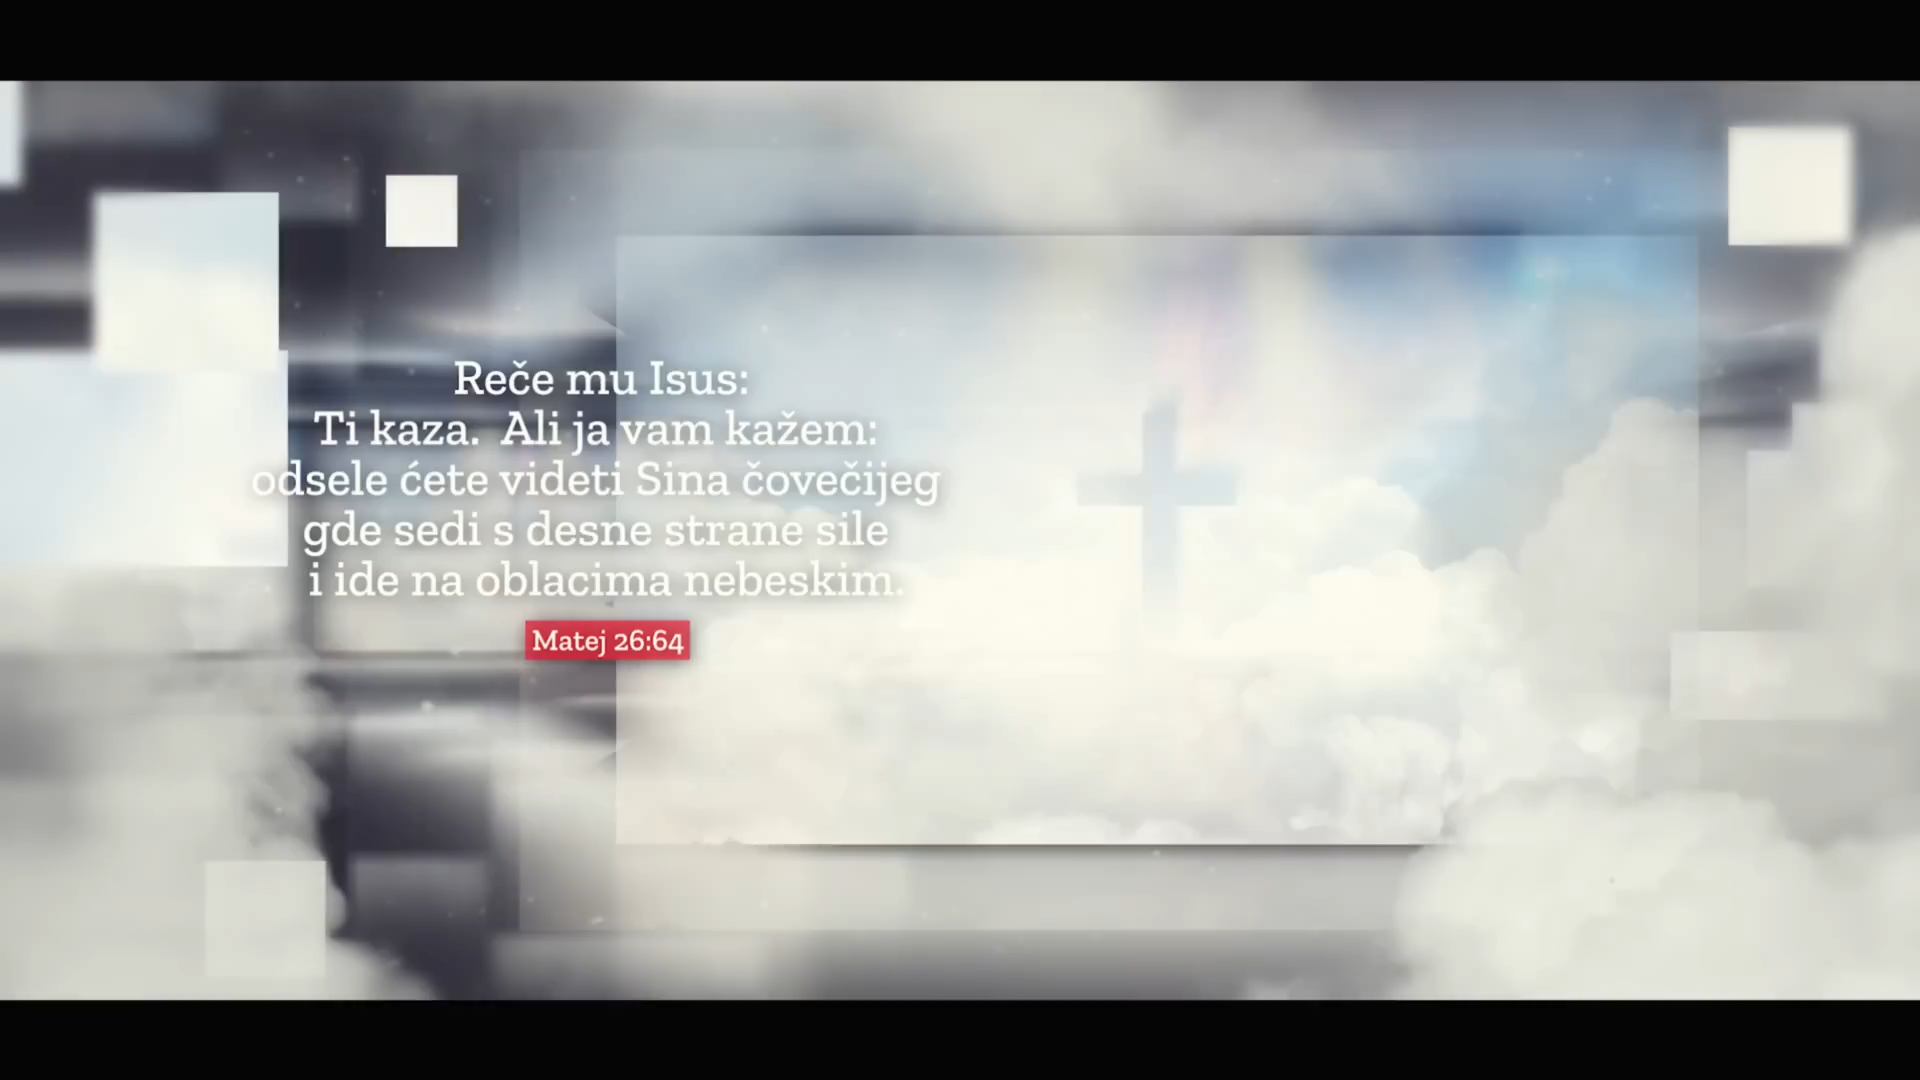 Reče mu Isus:
Ti kaza. Ali ja vam kažem:
odsele ćete videti Sina čovečijeg
gde sedi s desne strane sile
i ide na oblacima nebeskim.
Matej 26:64